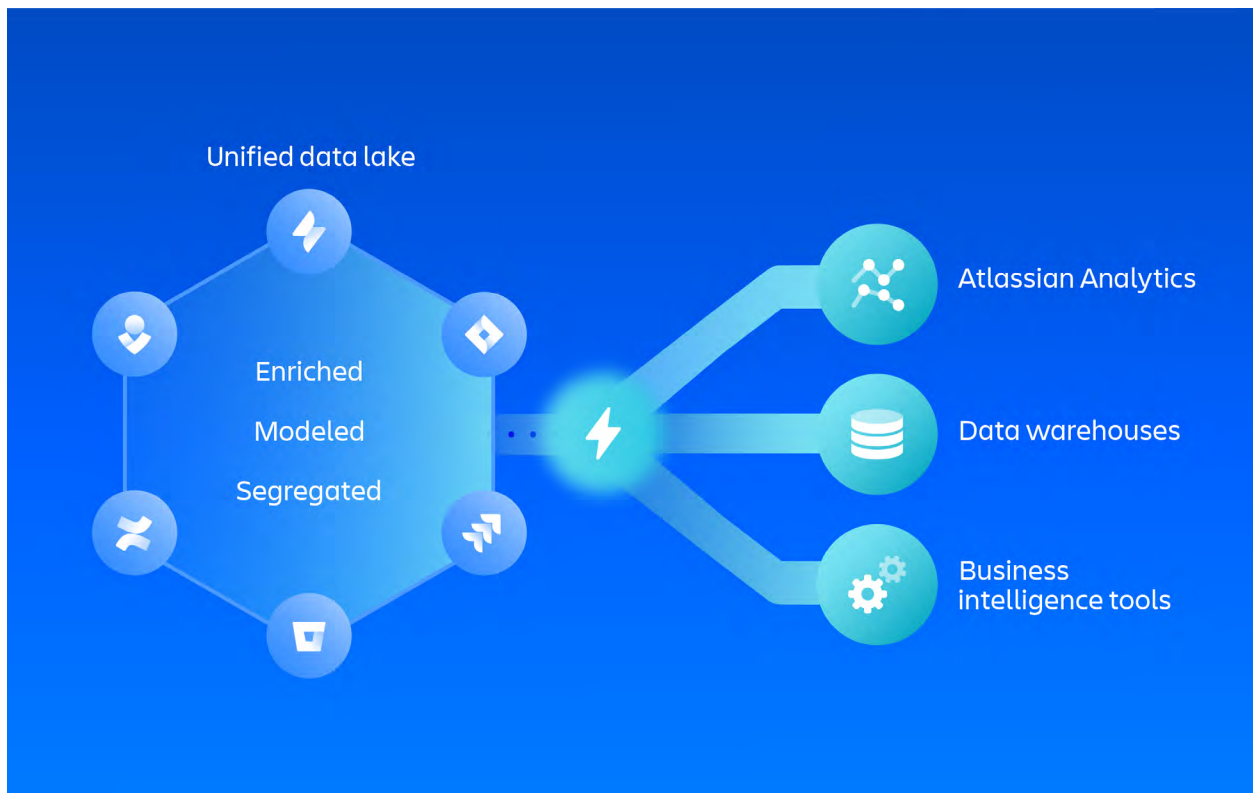 Unified data lake
Enriched
Modeled
Segregated
Atlassian Analytics
Data warehouses
Business
intelligence tools